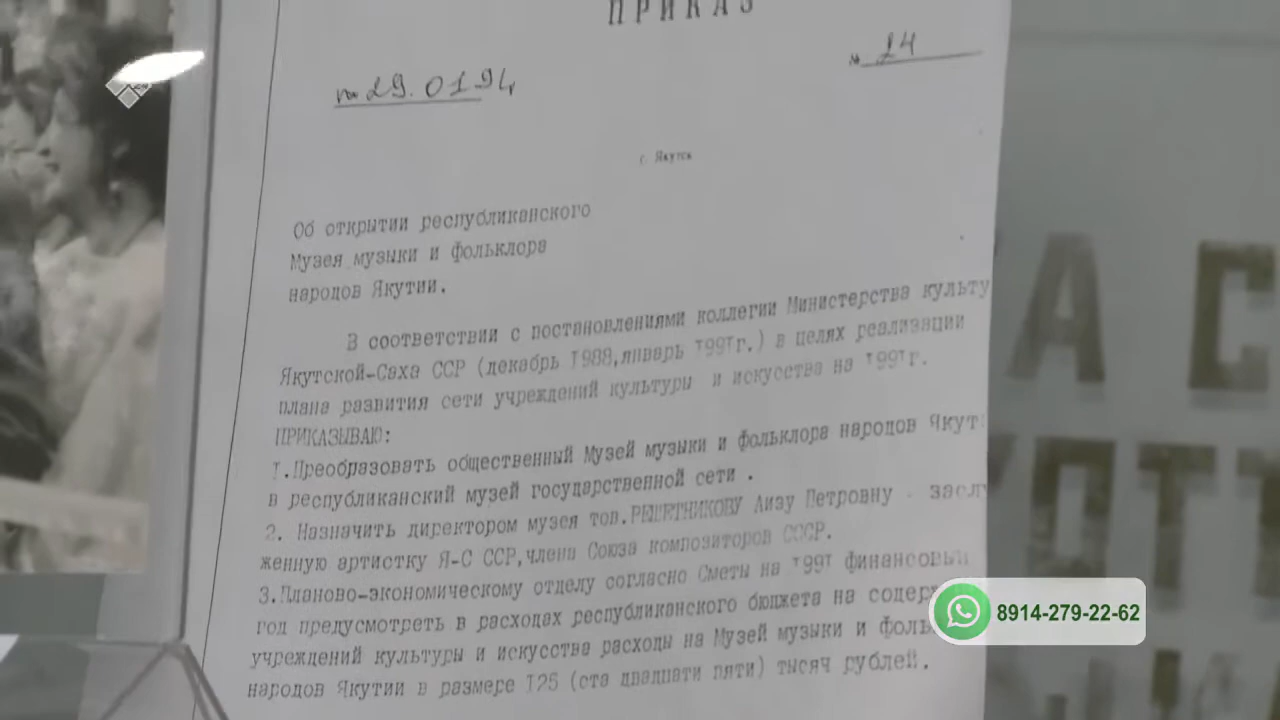 ПРИКАЗ
№ 24
29.01.91г
г. Якутск
Об открытии республиканского
Музея музыки и фольклора
народов Якутии.
В соответствии с постановлениями коллегии Министерства культу
Якутской-Саха ССР (декабрь 1988,январь 1991г.) в целях реализации
плана развития сети учреждений культуры и искусства на 1991г.
ПРИКАЗЫВАЮ:
1.Преобразовать общественный Музей музыки и фольклора народов Якут
в республиканский музей государственной сети .
2. Назначить директором музея тов.РЕШЕТНИКОВУ Аизу Петровну - заслу
женную артистку Я-С ССР,члена Союза композиторов СССР.
3.Планово-экономическому отделу согласно Сметы на 1991 финансовый
год предусмотреть в расходах республиканского бюджета на содерж
учреждений культуры и искусства расходы на Музей музыки и фоль
народов Якутии в размере 125 (ста двадцати пяти) тысяч рублей.
8914-279-22-62